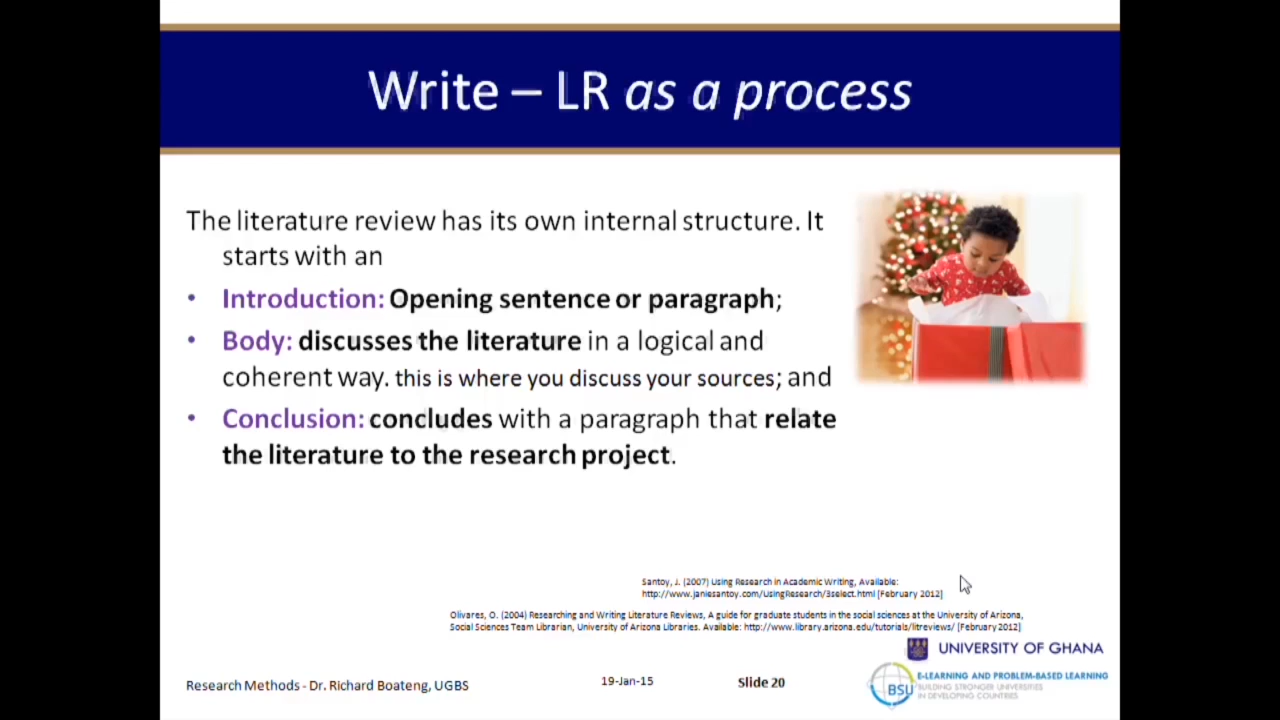 Write – LR as a process
The literature review has its own internal structure. It
starts with an
• Introduction: Opening sentence or paragraph;
• Body: discusses the literature in a logical and
coherent way. this is where you discuss your sources; and
• Conclusion: concludes with a paragraph that relate
the literature to the research project.
Santoy, J. (2007) Using Research in Academic Writing, Available:
http://www.janiesantoy.com/UsingResearch/3select.html [February 2012]
Olivares, O. (2004) Researching and Writing Literature Reviews, A guide for graduate students in the social sciences at the University of Arizona,
Social Sciences Team Librarian, University of Arizona Libraries. Available: http://www.library.arizona.edu/tutorials/litreviews/ [February 2012]
UNIVERSITY OF GHANA
Research Methods - Dr. Richard Boateng, UGBS
19-Jan-15
Slide 20
BSU
E-LEARNING AND PROBLEM-BASED LEARNING
BUILDING STRONGER UNIVERSITIES
IN DEVELOPING COUNTRIES